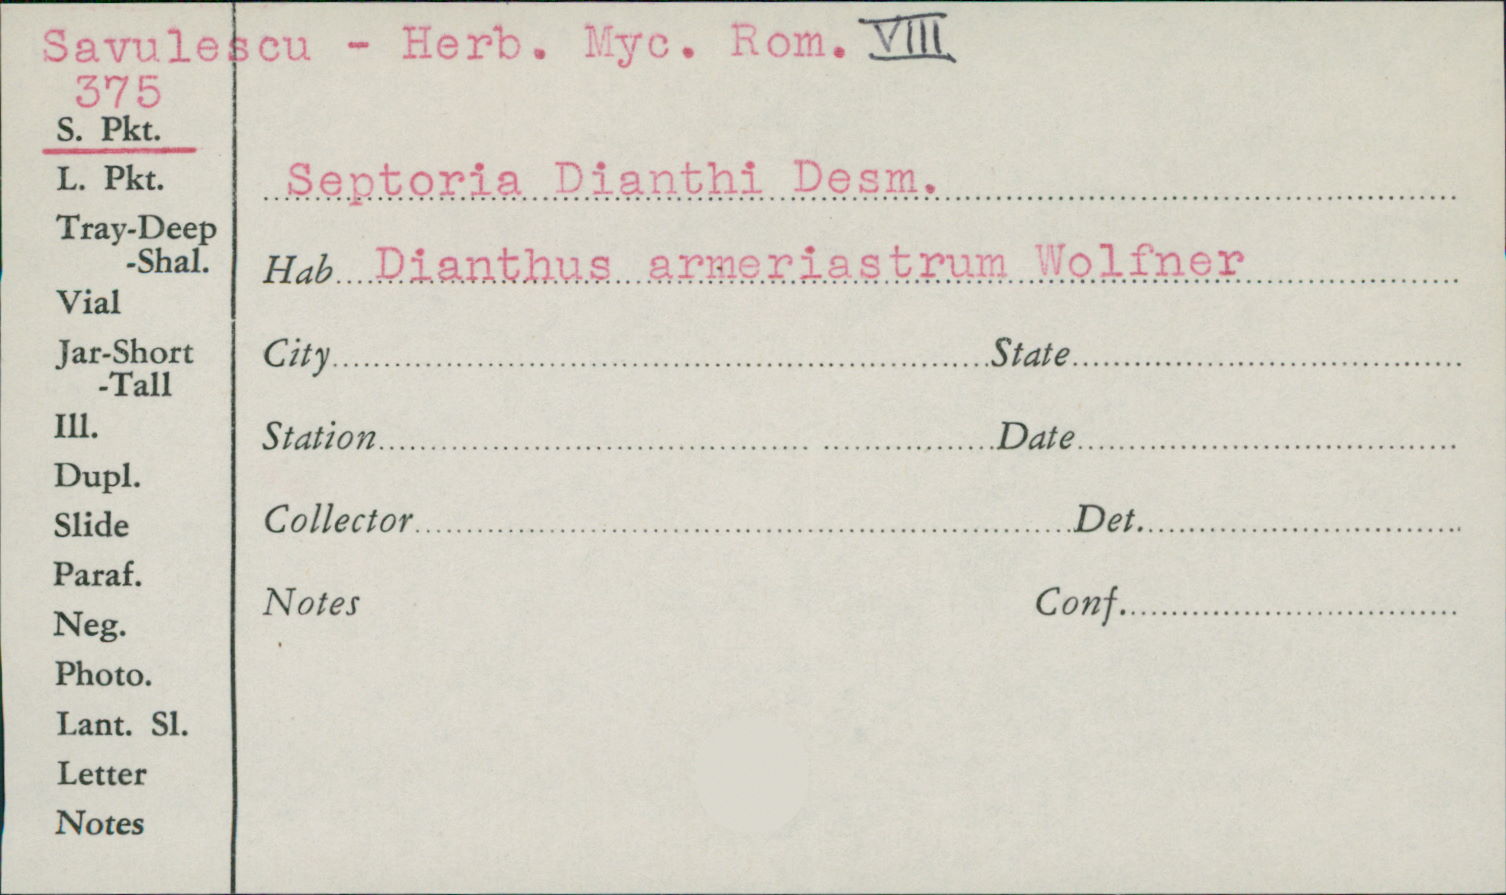 Savulescu - Herb. Myc. Rom. VIII
375
S. Pkt.
L. Pkt.
Septoria Dianthi Desm.
Tray-Deep
-Shal.
Hab Dianthus armeriastrum Wolfner
Vial
Jar-Short
-Tall
City State
Ill.
Station Date
Dupl.
Slide
Collector Det.
Paraf.
Neg.
Notes Conf.
Photo.
Lant. Sl.
Letter
Notes